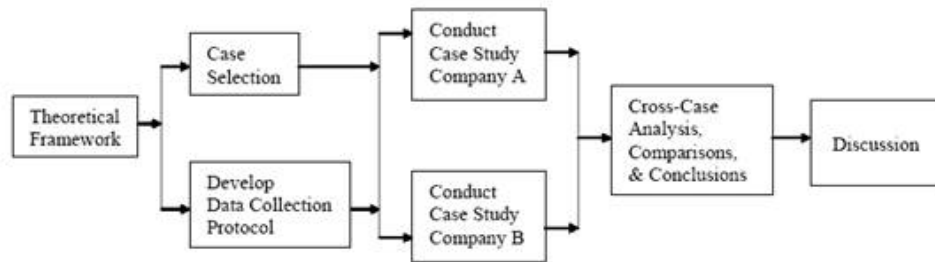 Theoretical
Framework
Case
Selection
Develop
Data Collection
Protocol
Conduct
Case Study
Company A
Conduct
Case Study
Company B
Cross-Case
Analysis,
Comparisons,
& Conclusions
Discussion